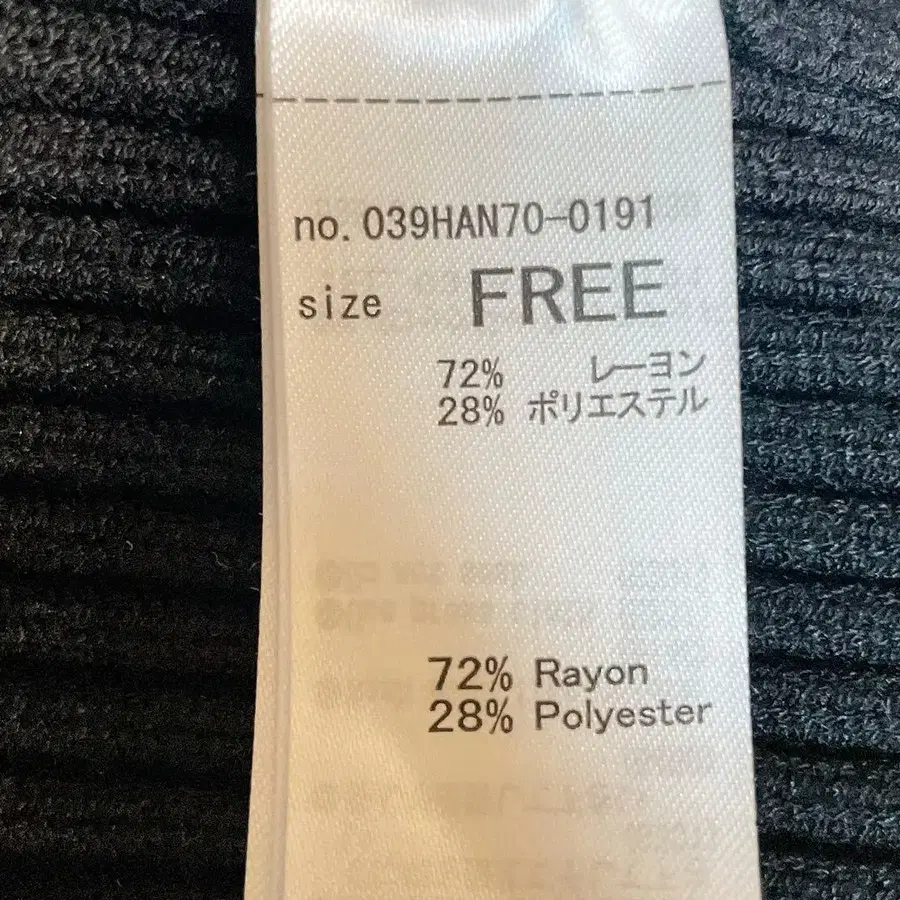 no. 039HAN70-0191
size FREE
72% レーヨン
28% ポリエステル
72% Rayon
28% Polyester